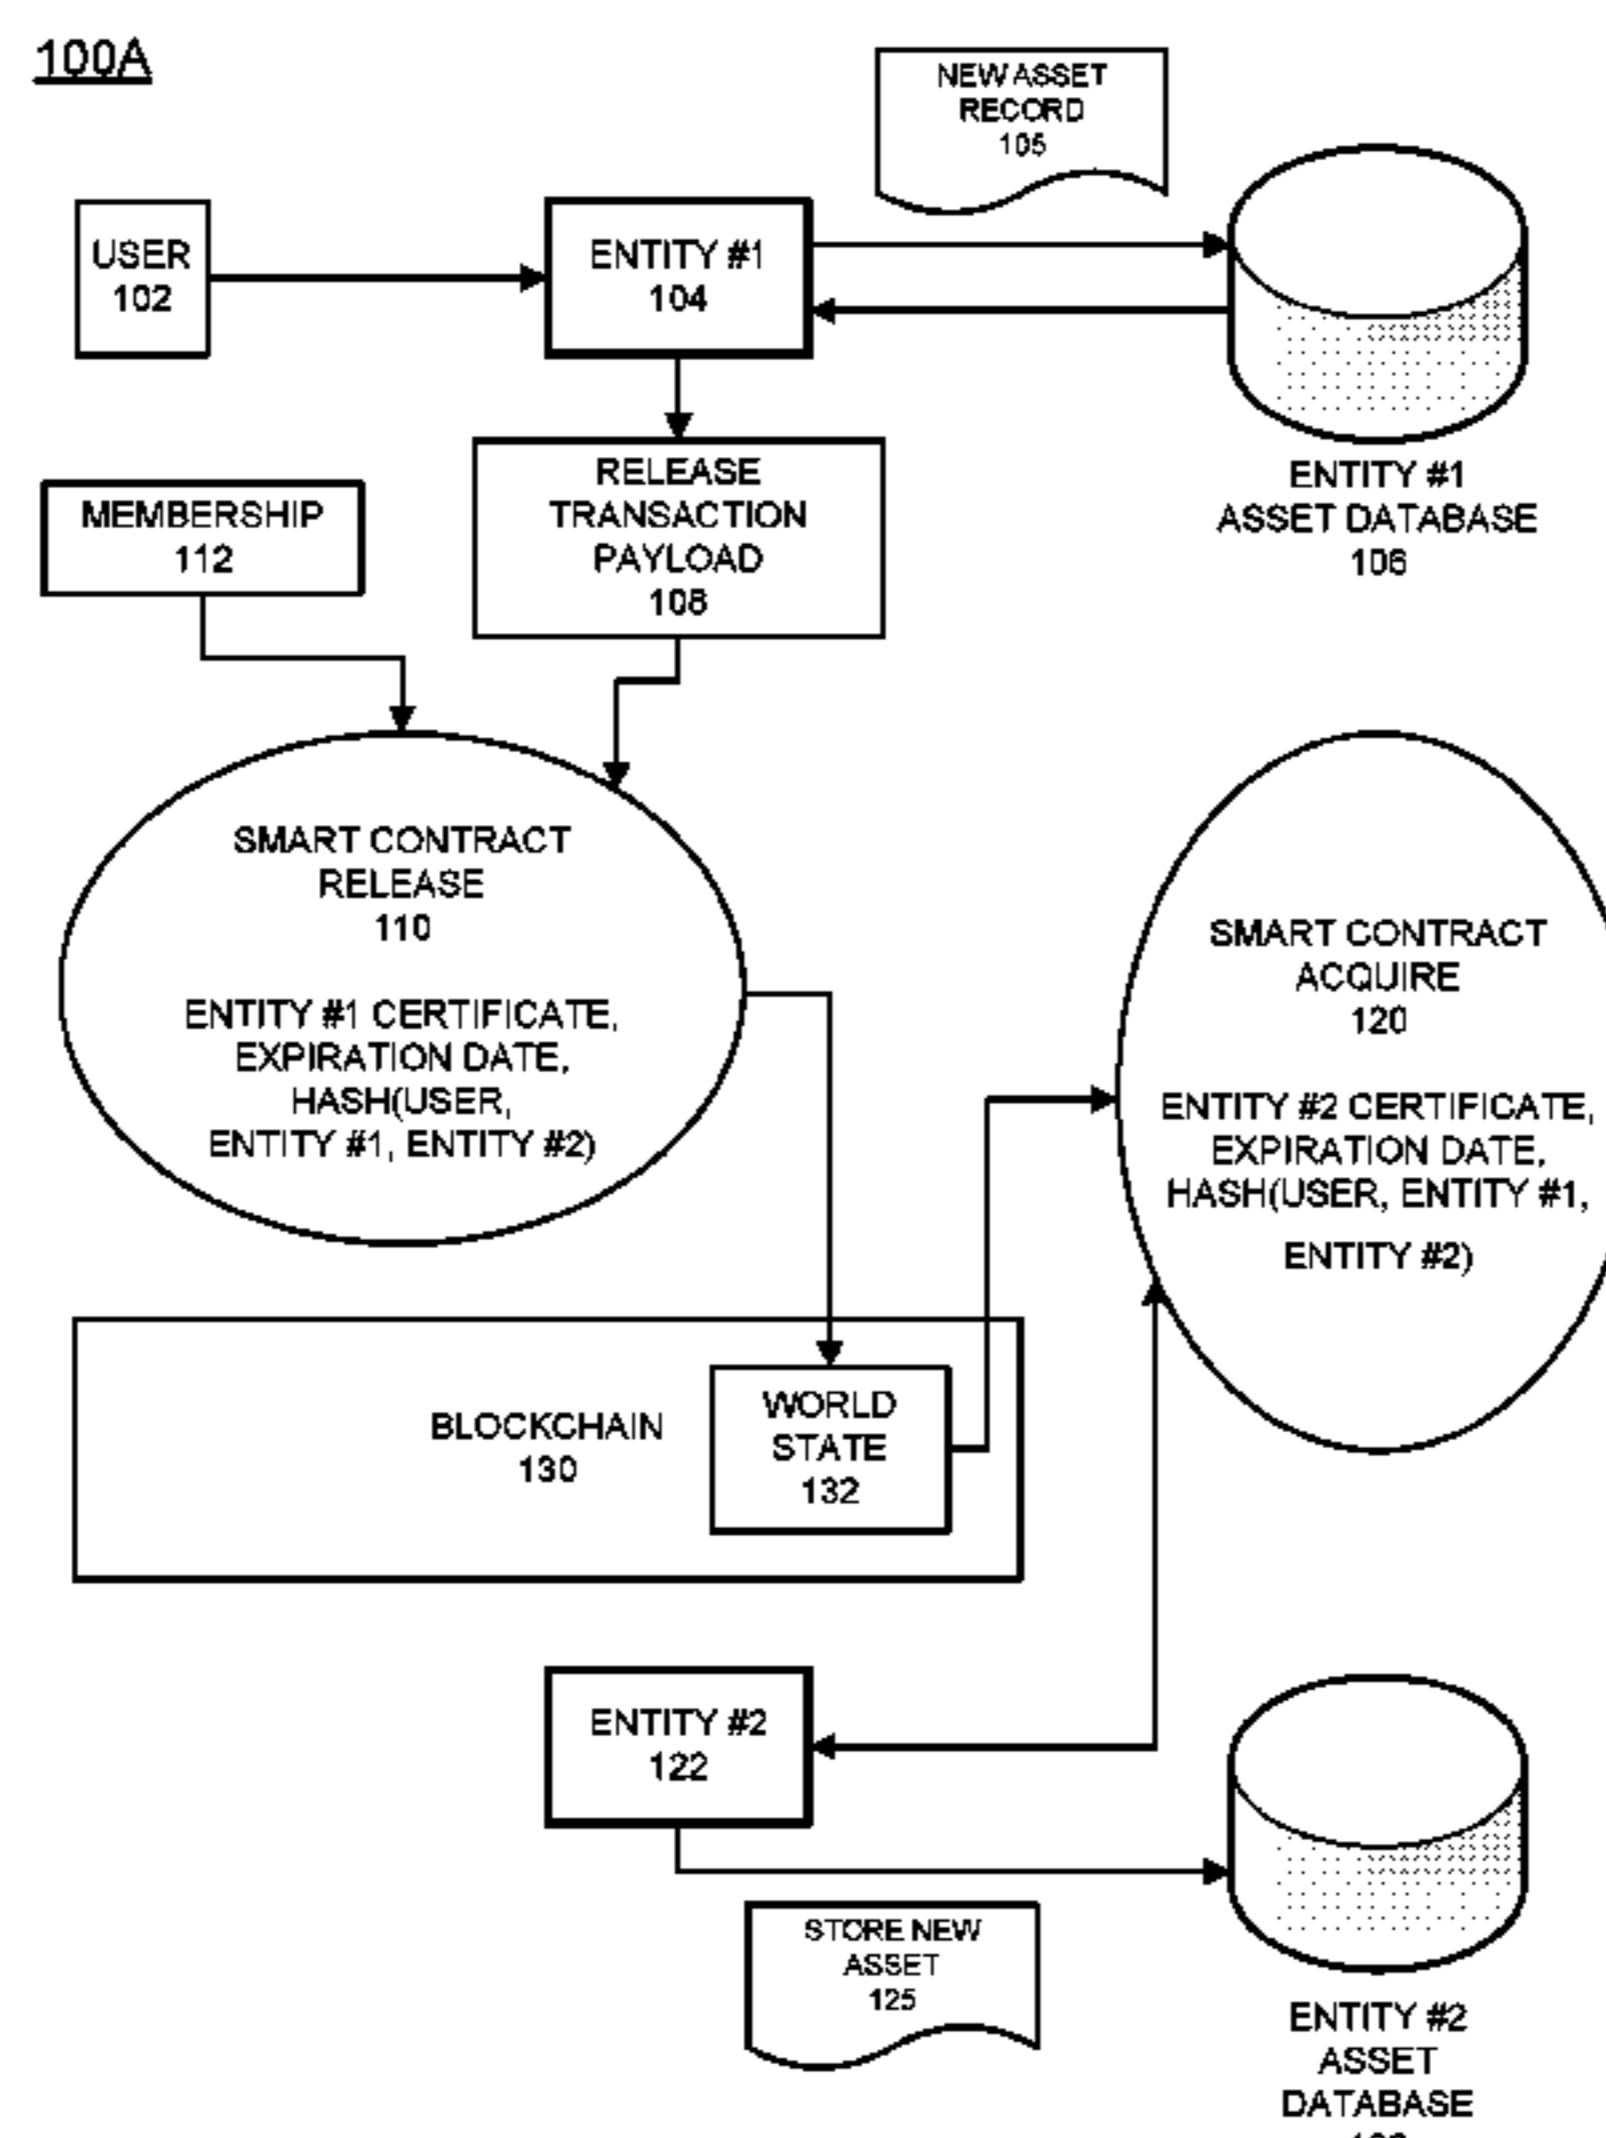 100A
NEW ASSET
RECORD
105
USER
102
ENTITY #1
104
ENTITY #1
ASSET DATABASE
106
RELEASE
TRANSACTION
PAYLOAD
108
MEMBERSHIP
112
SMART CONTRACT
RELEASE
110
ENTITY #1 CERTIFICATE,
EXPIRATION DATE,
HASH(USER,
ENTITY #1, ENTITY #2)
SMART CONTRACT
ACQUIRE
120
ENTITY #2 CERTIFICATE,
EXPIRATION DATE,
HASH(USER, ENTITY #1,
ENTITY #2)
BLOCKCHAIN
130
WORLD
STATE
132
ENTITY #2
122
STORE NEW
ASSET
125
ENTITY #2
ASSET
DATABASE